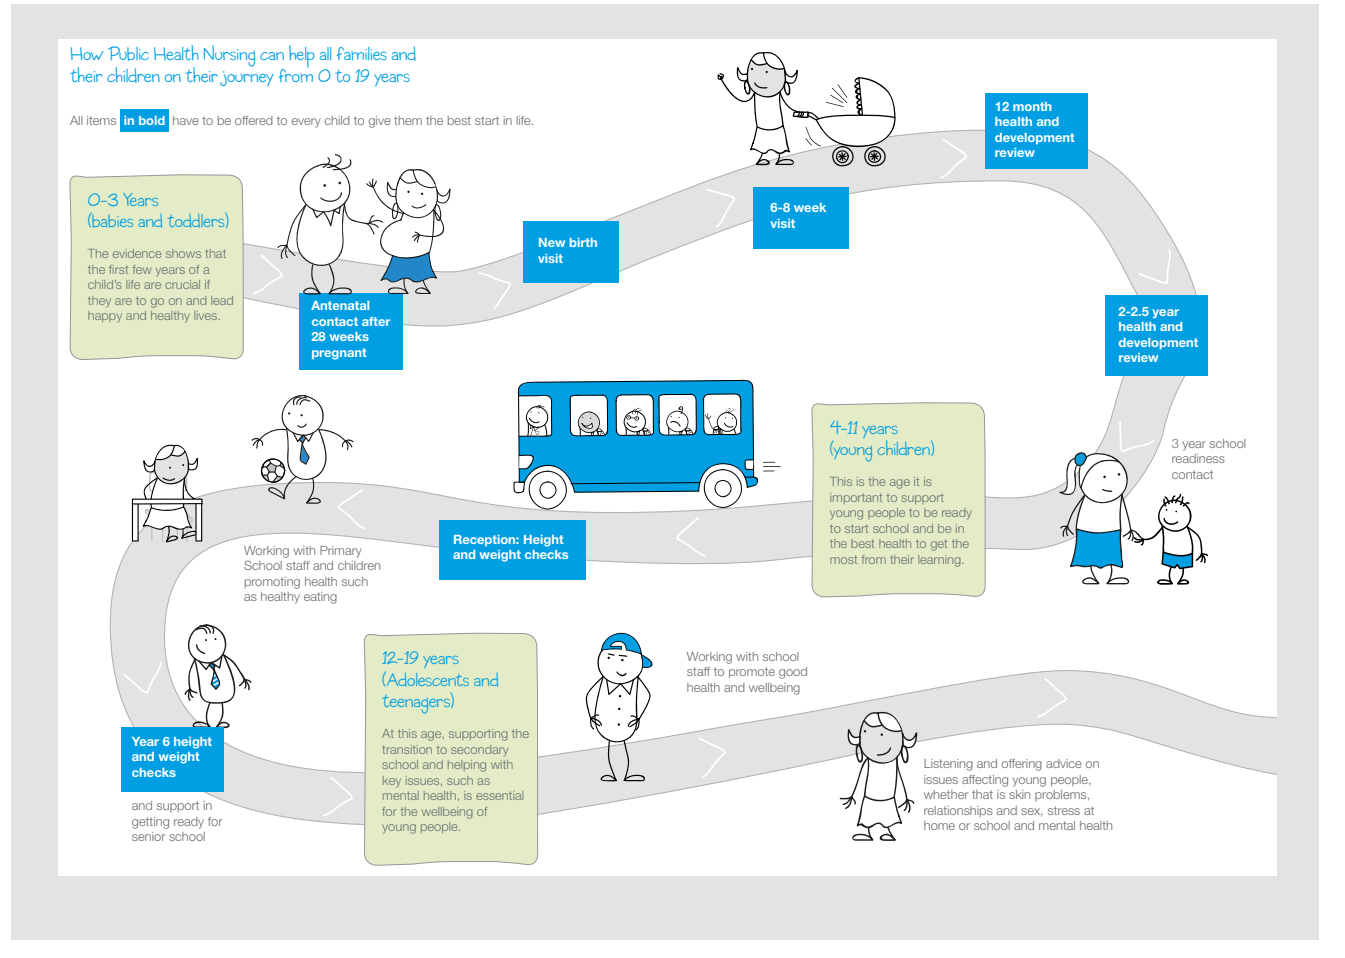 How Public Health Nursing can help all families and
their children on their journey from 0 to 19 years
All items in bold have to be offered to every child to give them the best start in life.
0-3 Years
(babies and toddlers)
The evidence shows that
the first few years of a
child's life are crucial if
they are to go on and lead
happy and healthy lives.
Antenatal
contact after
28 weeks
pregnant
New birth
visit
6-8 week
visit
12 month
health and
development
review
2-2.5 year
health and
development
review
3 year school
readiness
contact
4-11 years
(young children)
This is the age it is
important to support
young people to be ready
to start school and be in
the best health to get the
most from their learning.
Reception: Height
and weight checks
Working with Primary
School staff and children
promoting health such
as healthy eating
Year 6 height
and weight
checks
and support in
getting ready for
senior school
12-19 years
(Adolescents and
teenagers)
At this age, supporting the
transition to secondary
school and helping with
key issues, such as
mental health, is essential
for the wellbeing of
young people.
Working with school
staff to promote good
health and wellbeing
Listening and offering advice on
issues affecting young people,
whether that is skin problems,
relationships and sex, stress at
home or school and mental health